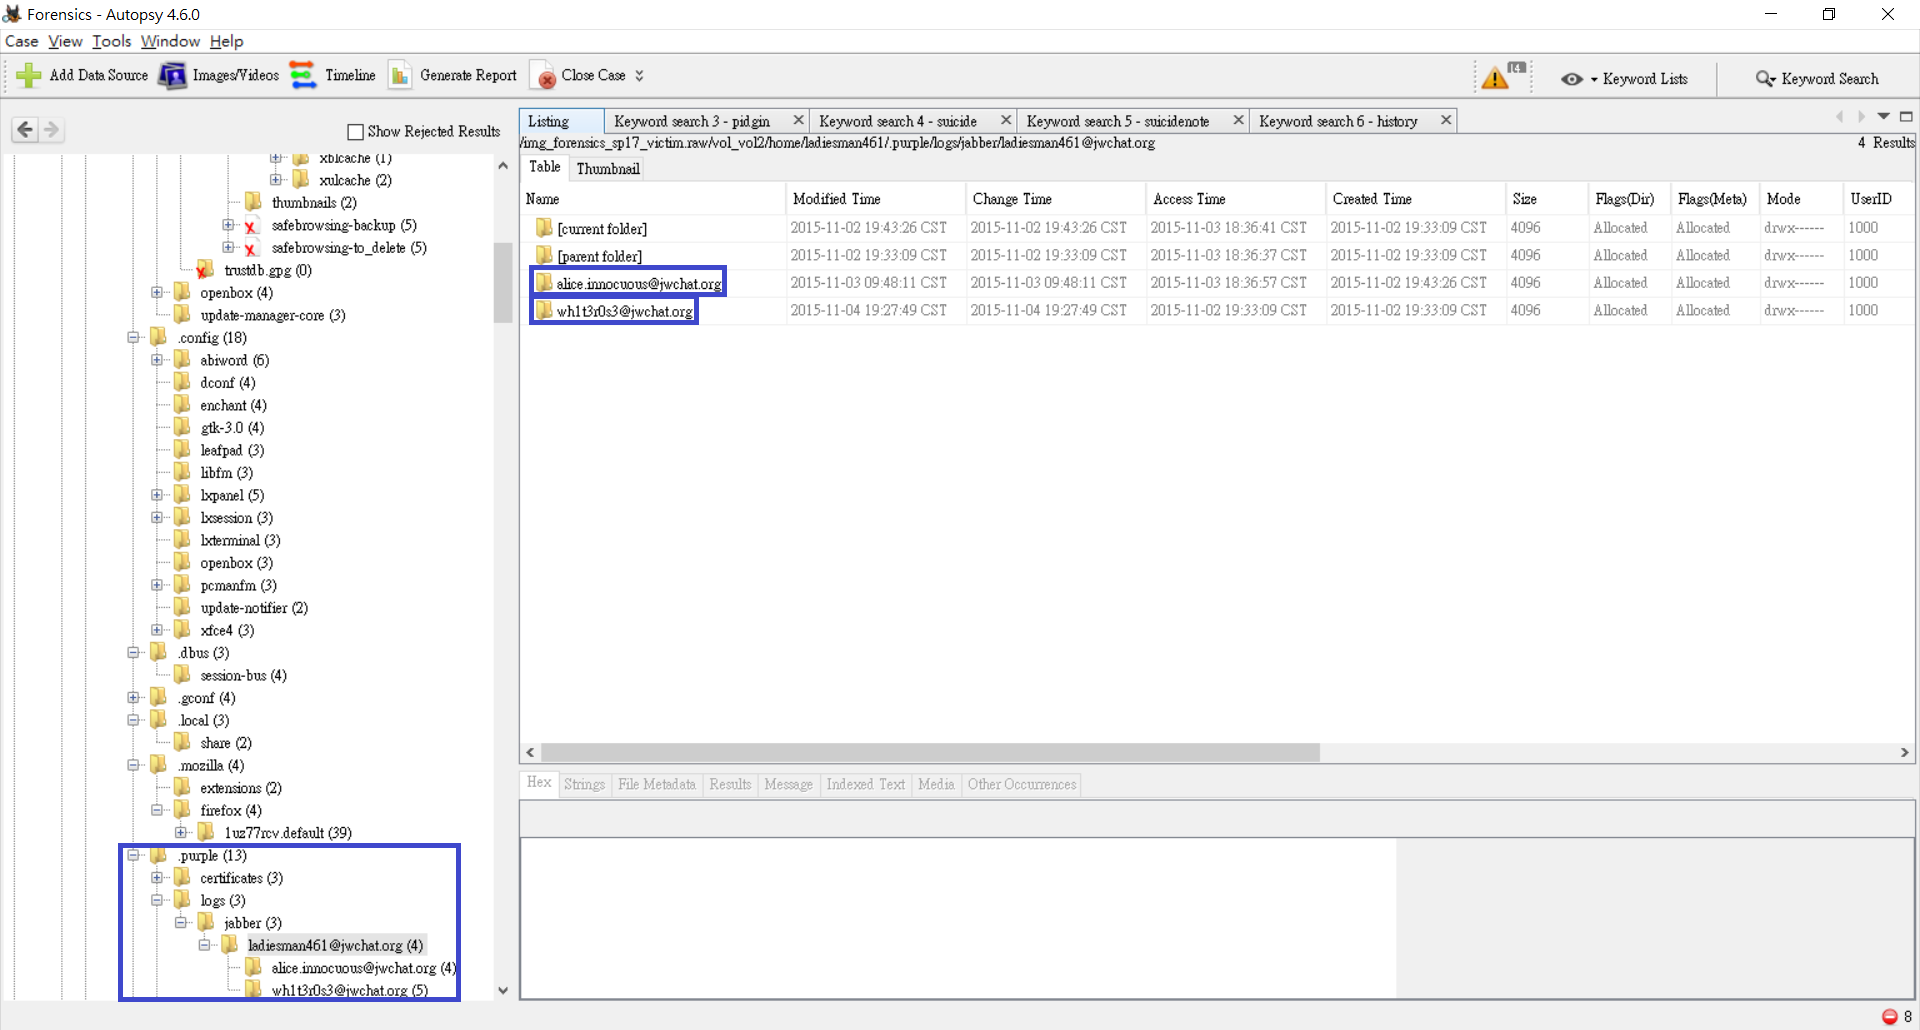 Forensics - Autopsy 4.6.0
Case View Tools Window Help
Add Data Source Images/Videos Timeline Generate Report Close Case
14
Keyword Lists Keyword Search
Show Rejected Results
xblcache (1)
xulcache (2)
thumbnails (2)
safebrowsing-backup (5)
safebrowsing-to_delete (5)
trustdb.gpg (0)
openbox (4)
update-manager-core (3)
.config (18)
abiword (6)
dconf (4)
enchant (4)
gtk-3.0 (4)
leafpad (3)
libfm (3)
lxpanel (5)
lxsession (3)
lxterminal (3)
openbox (3)
pcmanfm (3)
update-notifier (2)
xfce4 (3)
.dbus (3)
session-bus (4)
.gconf (4)
.local (3)
share (2)
.mozilla (4)
extensions (2)
firefox (4)
1uz77rcv.default (39)
.purple (13)
certificates (3)
logs (3)
jabber (3)
ladiesman461@jwchat.org (4)
alice.innocuous@jwchat.org (4)
wh1t3r0s3@jwchat.org (5)
Listing Keyword search 3 - pidgin Keyword search 4 - suicide Keyword search 5 - suicidenote Keyword search 6 - history
/img_forensics_sp17_victim.raw/vol_vol2/home/ladiesman461/.purple/logs/jabber/ladiesman461@jwchat.org 4 Results
Table Thumbnail
Name Modified Time Change Time Access Time Created Time Size Flags(Dir) Flags(Meta) Mode UserID
[current folder] 2015-11-02 19:43:26 CST 2015-11-02 19:43:26 CST 2015-11-03 18:36:41 CST 2015-11-02 19:33:09 CST 4096 Allocated Allocated drwx------ 1000
[parent folder] 2015-11-02 19:33:09 CST 2015-11-02 19:33:09 CST 2015-11-03 18:36:37 CST 2015-11-02 19:33:09 CST 4096 Allocated Allocated drwx------ 1000
alice.innocuous@jwchat.org 2015-11-03 09:48:11 CST 2015-11-03 09:48:11 CST 2015-11-03 18:36:57 CST 2015-11-02 19:43:26 CST 4096 Allocated Allocated drwx------ 1000
wh1t3r0s3@jwchat.org 2015-11-04 19:27:49 CST 2015-11-04 19:27:49 CST 2015-11-02 19:33:09 CST 2015-11-02 19:33:09 CST 4096 Allocated Allocated drwx------ 1000
Hex Strings File Metadata Results Message Indexed Text Media Other Occurrences
8